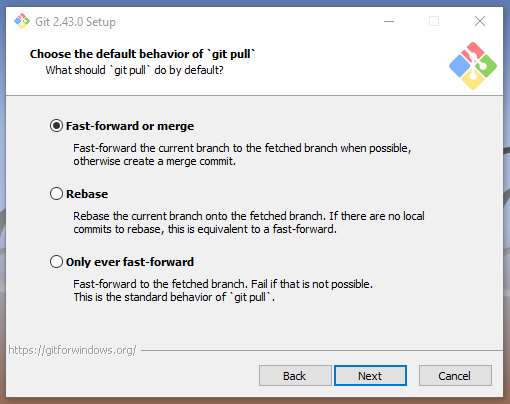 Git 2.43.0 Setup
Choose the default behavior of `git pull`
What should `git pull` do by default?
Fast-forward or merge
Fast-forward the current branch to the fetched branch when possible,
otherwise create a merge commit.
Rebase
Rebase the current branch onto the fetched branch. If there are no local
commits to rebase, this is equivalent to a fast-forward.
Only ever fast-forward
Fast-forward to the fetched branch. Fail if that is not possible.
This is the standard behavior of `git pull`.
https://gitforwindows.org/
Back Next Cancel